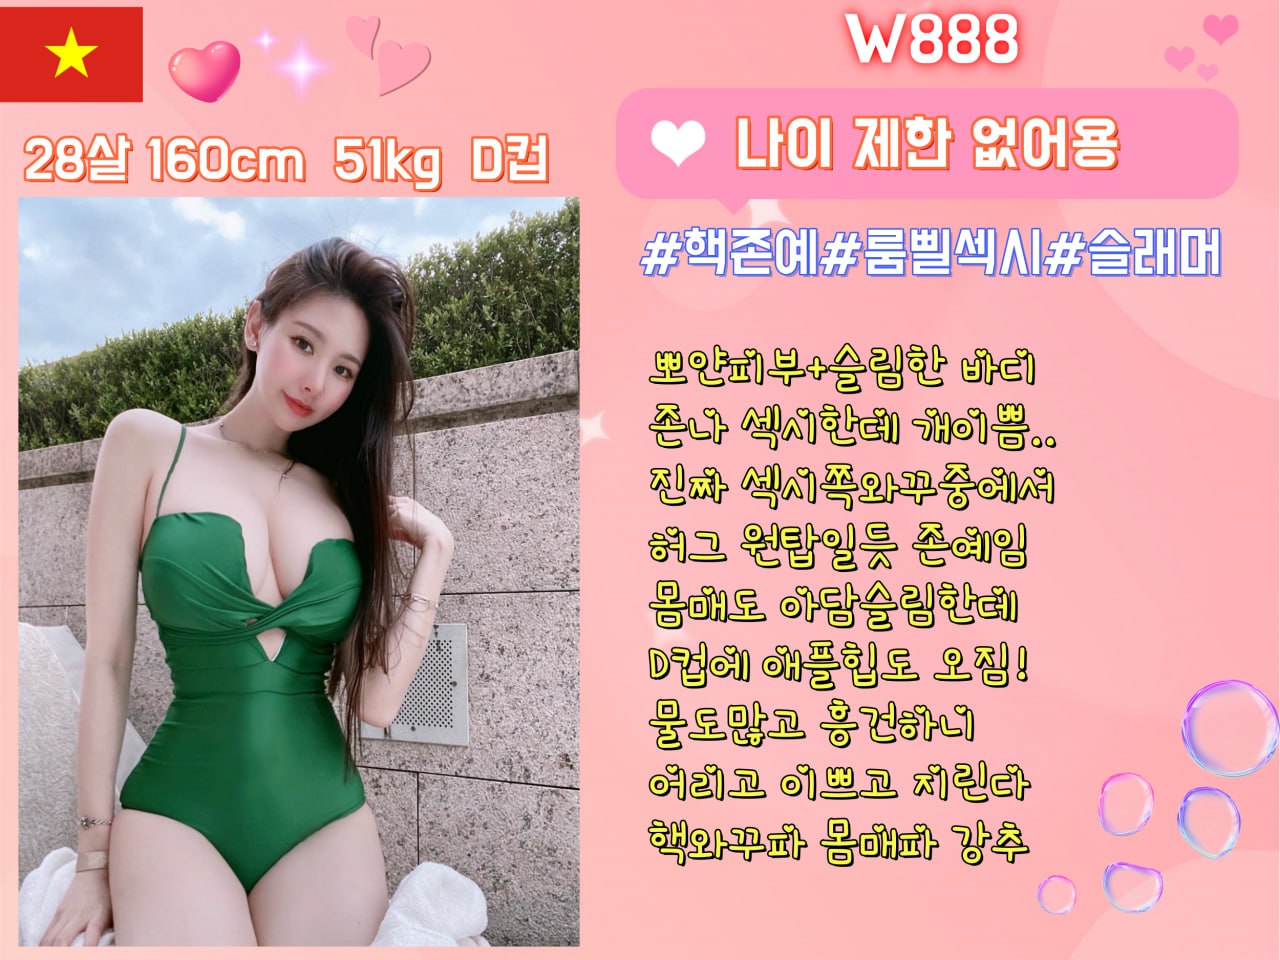 W888
28살 160cm 51kg D컵
나이 제한 없어용
#핵존예#룸삘섹시#슬래머
뽀얀피부+슬림한 바디
존나 섹시한데 개이쁨..
진짜 섹시쪽와꾸중에서
허그 원탑일듯 존예임
몸매도 아담슬림한데
D컵에 애플힙도 오짐!
물도많고 흥건하니
어리고 이쁘고 지린다
핵와꾸파 몸매파 강추